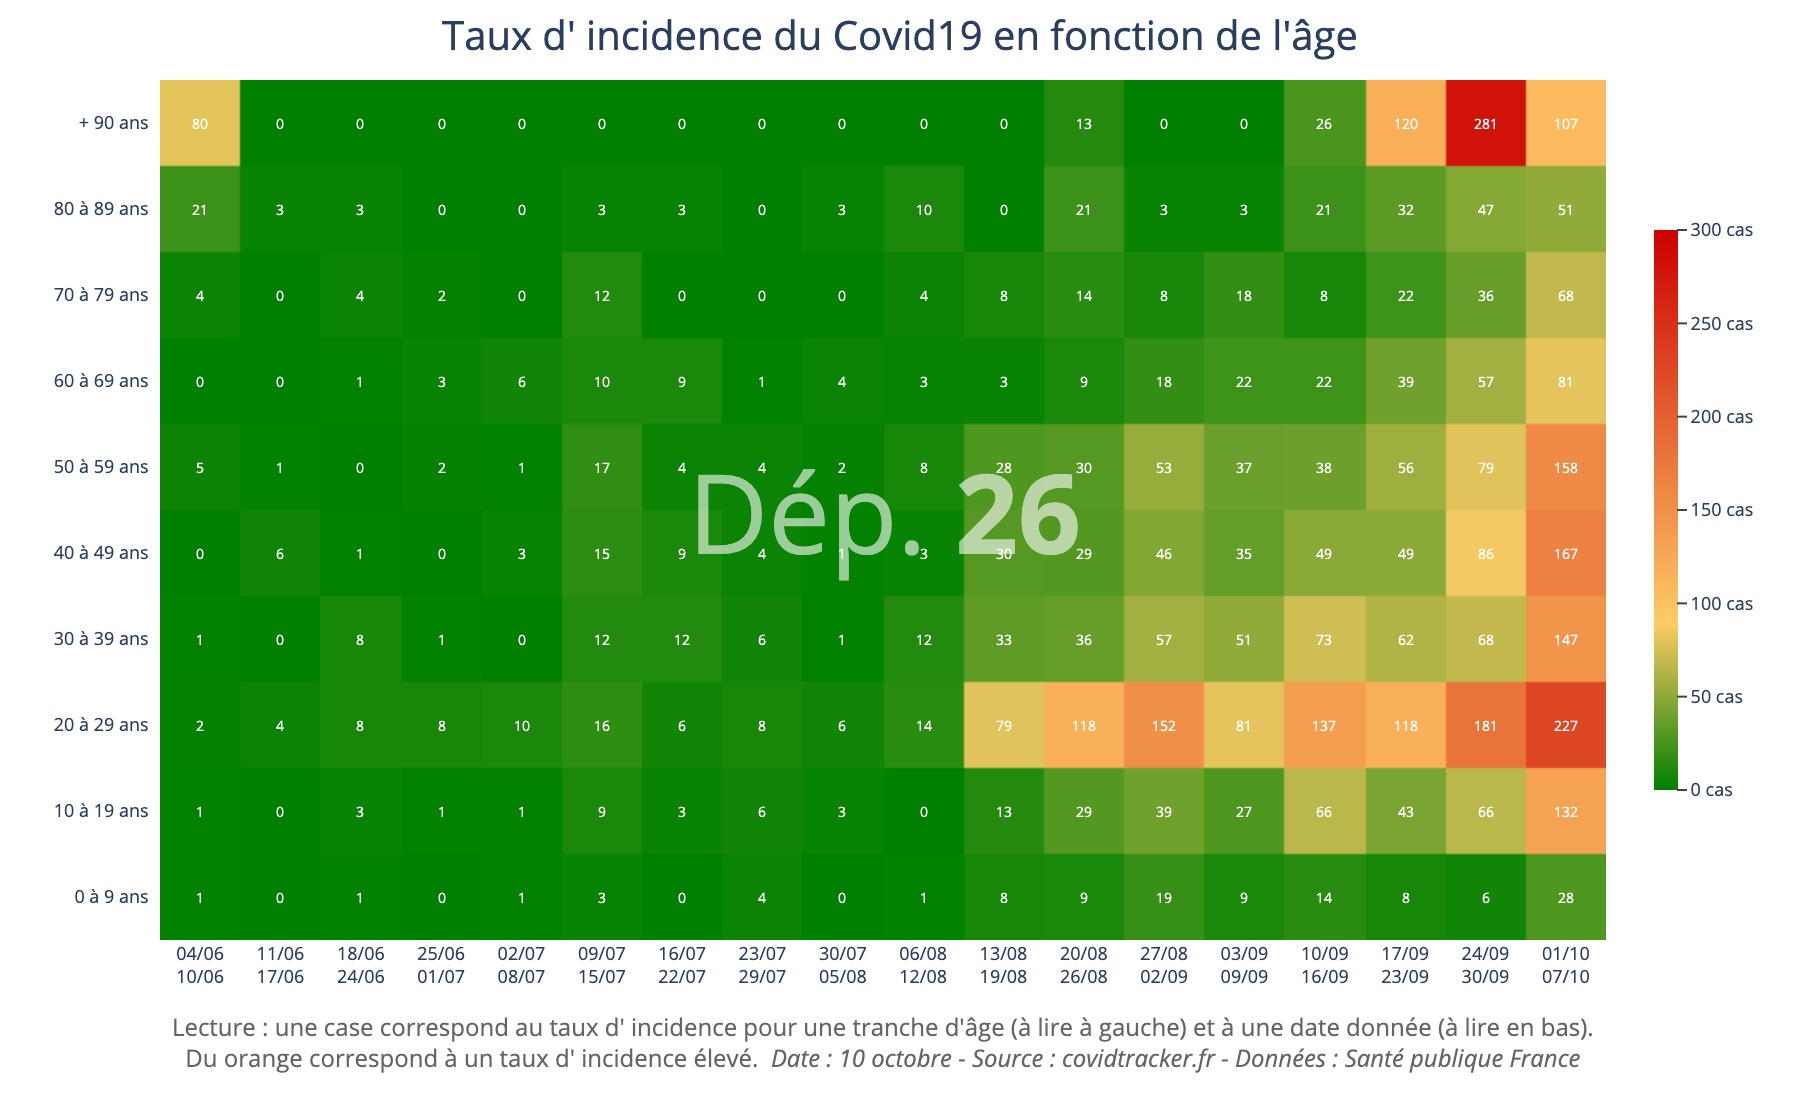 Taux d' incidence du Covid19 en fonction de l'âge
+ 90 ans 80 0 0 0 0 0 0 0 0 0 0 13 0 0 26 120 281 107
80 à 89 ans 21 3 3 0 0 3 3 0 3 10 0 21 3 3 21 32 47 51
70 à 79 ans 4 0 4 2 0 12 0 0 0 4 8 14 8 18 8 22 36 68
60 à 69 ans 0 0 1 3 6 10 9 1 4 3 3 9 18 22 22 39 57 81
50 à 59 ans 5 1 0 2 1 17 4 4 2 8 28 30 53 37 38 56 79 158
Dép. 26
40 à 49 ans 0 6 1 0 3 15 9 4 1 3 30 29 46 35 49 49 86 167
30 à 39 ans 1 0 8 1 0 12 12 6 1 12 33 36 57 51 73 62 68 147
20 à 29 ans 2 4 8 8 10 16 6 8 6 14 79 118 152 81 137 118 181 227
10 à 19 ans 1 0 3 1 1 9 3 6 3 0 13 29 39 27 66 43 66 132
0 à 9 ans 1 0 1 0 1 3 0 4 0 1 8 9 19 9 14 8 6 28
04/06 11/06 18/06 25/06 02/07 09/07 16/07 23/07 30/07 06/08 13/08 20/08 27/08 03/09 10/09 17/09 24/09 01/10
10/06 17/06 24/06 01/07 08/07 15/07 22/07 29/07 05/08 12/08 19/08 26/08 02/09 09/09 16/09 23/09 30/09 07/10
300 cas
250 cas
200 cas
150 cas
100 cas
50 cas
0 cas
Lecture : une case correspond au taux d' incidence pour une tranche d'âge (à lire à gauche) et à une date donnée (à lire en bas).
Du orange correspond à un taux d' incidence élevé. Date : 10 octobre - Source : covidtracker.fr - Données : Santé publique France